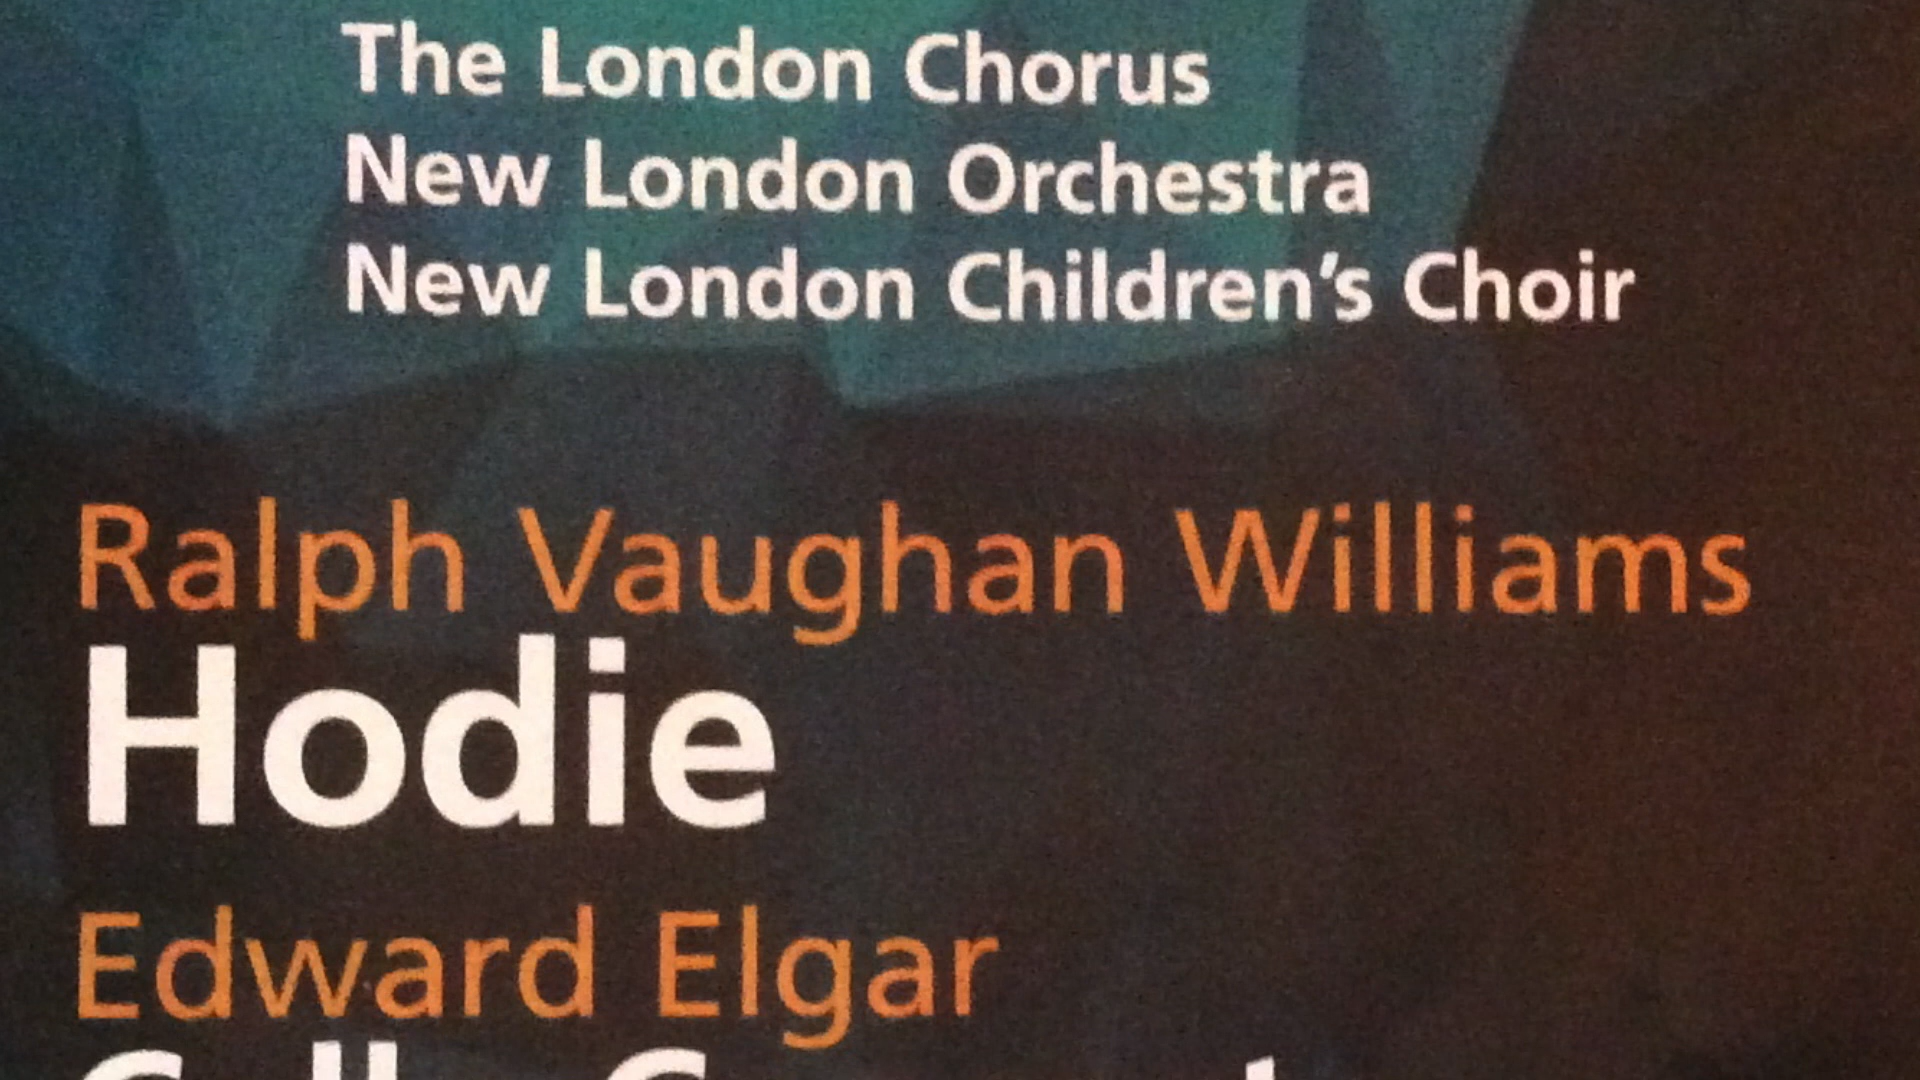 The London Chorus
New London Orchestra
New London Children's Choir
Ralph Vaughan Williams
Hodie
Edward Elgar